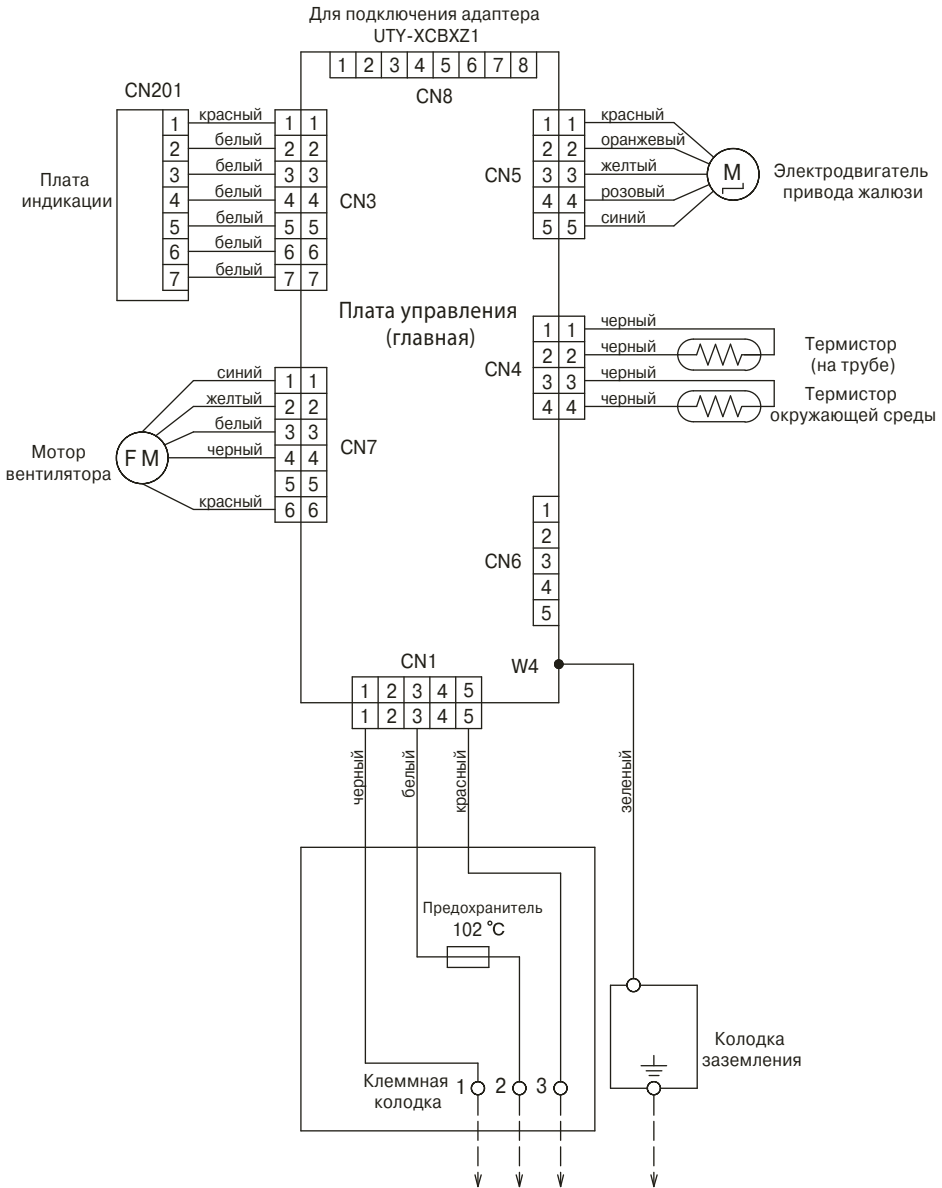 Для подключения адаптера
UTY-XCBXZ1
1 2 3 4 5 6 7 8
CN8
CN201
1 красный 1 1
2 белый 2 2
3 белый 3 3
4 белый 4 4
5 белый 5 5
6 белый 6 6
7 белый 7 7
Плата
индикации
CN3
1 1 красный
2 2 оранжевый
3 3 желтый
4 4 розовый
5 5 синий
CN5
M
Электродвигатель
привода жалюзи
Плата управления
(главная)
1 1 черный
2 2 черный
3 3 черный
4 4 черный
CN4
Термистор
(на трубе)
Термистор
окружающей среды
синий 1 1
желтый 2 2
белый 3 3
черный 4 4
5 5
красный 6 6
CN7
Мотор
вентилятора
F M
1
2
3
4
5
CN6
W4
CN1
1 2 3 4 5
1 2 3 4 5
черный
белый
красный
зеленый
Предохранитель
102 °C
Клеммная
колодка
1 2 3
Колодка
заземления